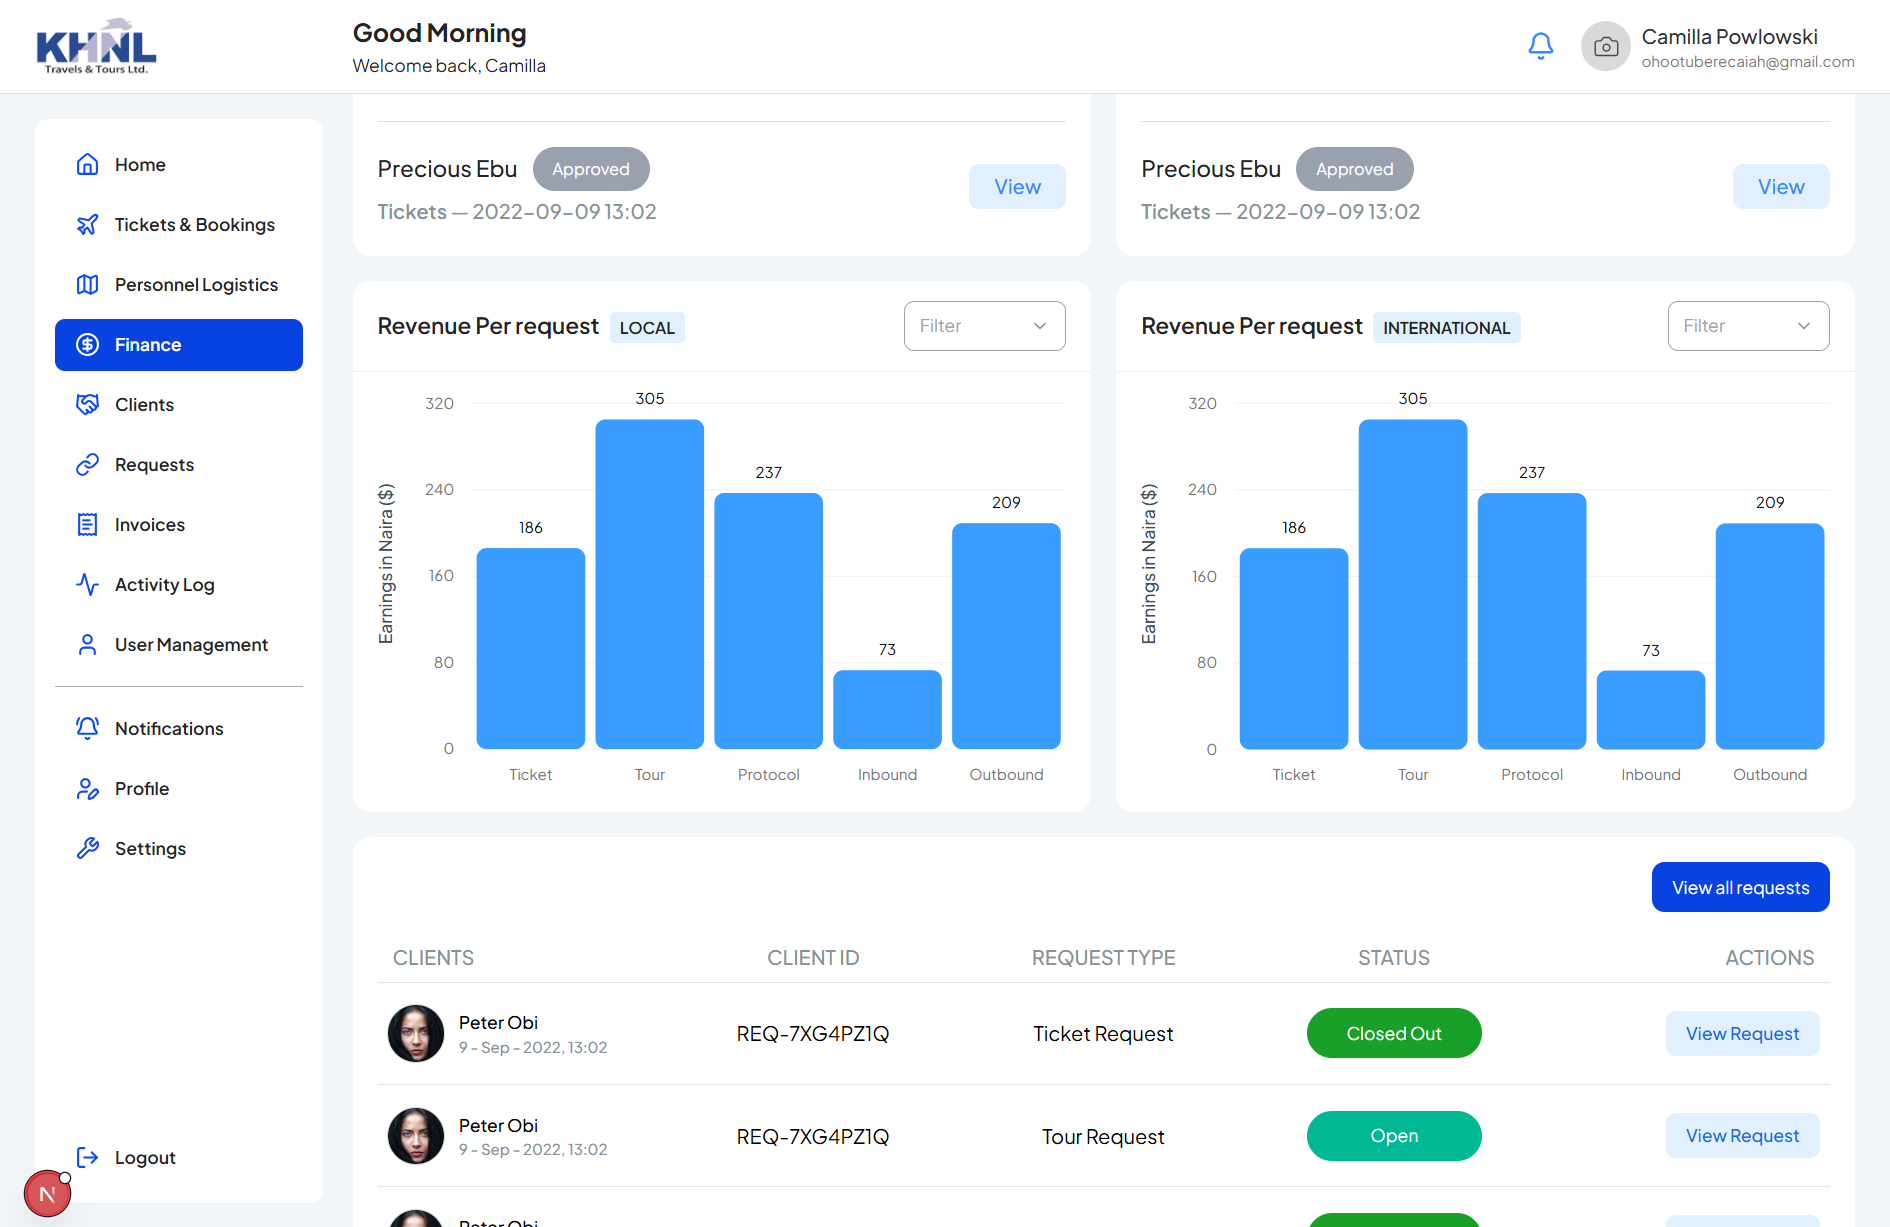 KHNL
Travels & Tours Ltd.
Good Morning
Welcome back, Camilla
Camilla Powlowski
ohootuberecaiah@gmail.com
Home
Tickets & Bookings
Personnel Logistics
Finance
Clients
Requests
Invoices
Activity Log
User Management
Notifications
Profile
Settings
Logout
N
Precious Ebu Approved
Tickets — 2022-09-09 13:02
View
Precious Ebu Approved
Tickets — 2022-09-09 13:02
View
Revenue Per request LOCAL
Filter
Earnings in Naira ($)
320
240
160
80
0
186
305
237
73
209
Ticket
Tour
Protocol
Inbound
Outbound
Revenue Per request INTERNATIONAL
Filter
Earnings in Naira ($)
320
240
160
80
0
186
305
237
73
209
Ticket
Tour
Protocol
Inbound
Outbound
View all requests
CLIENTS CLIENT ID REQUEST TYPE STATUS ACTIONS
Peter Obi
9 - Sep - 2022, 13:02
REQ-7XG4PZ1Q
Ticket Request
Closed Out
View Request
Peter Obi
9 - Sep - 2022, 13:02
REQ-7XG4PZ1Q
Tour Request
Open
View Request
Peter Obi